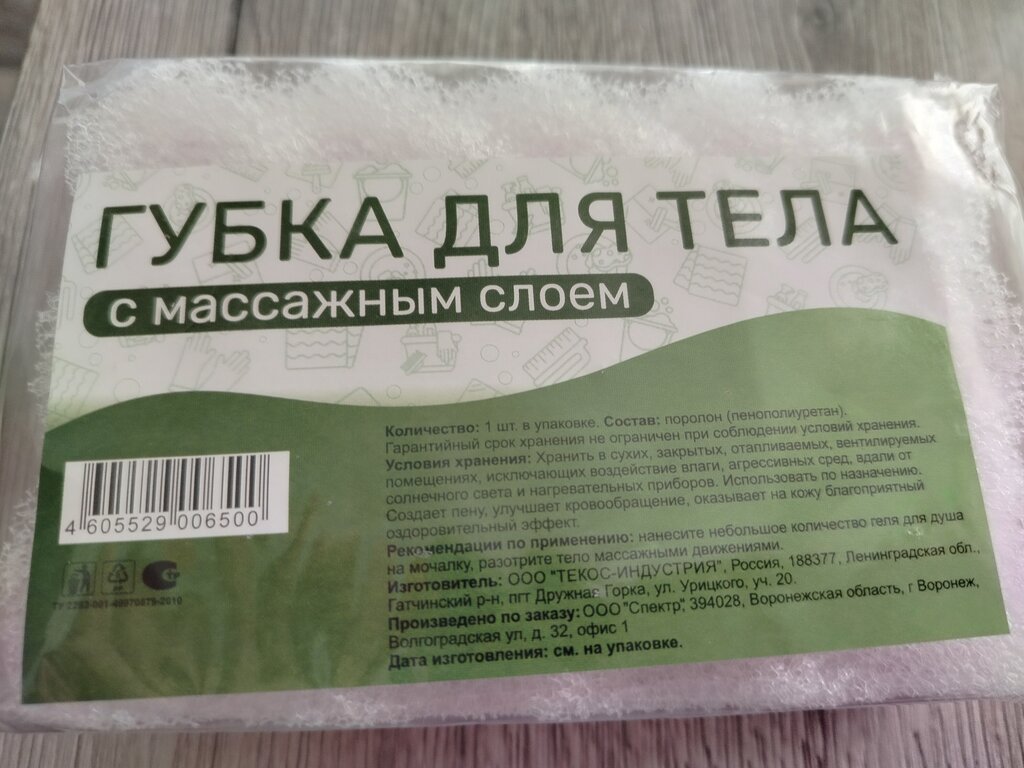 ГУБКА ДЛЯ ТЕЛА
с массажным слоем
Количество: 1 шт. в упаковке. Состав: поролон (пенополиуретан).
Гарантийный срок хранения не ограничен при соблюдении условий хранения.
Условия хранения: Хранить в сухих, закрытых, отапливаемых, вентилируемых
помещениях, исключающих воздействие влаги, агрессивных сред, вдали от
солнечного света и нагревательных приборов. Использовать по назначению.
Создает пену, улучшает кровообращение, оказывает на кожу благоприятный
оздоровительный эффект.
Рекомендации по применению: нанесите небольшое количество геля для душа
на мочалку, разотрите тело массажными движениями.
Изготовитель: ООО "ТЕКОС-ИНДУСТРИЯ", Россия, 188377, Ленинградская обл.,
Гатчинский р-н, пгт Дружная Горка, ул. Урицкого, уч. 20.
Произведено по заказу: ООО "Спектр", 394028, Воронежская область, г Воронеж,
Волгоградская ул, д. 32, офис 1
Дата изготовления: см. на упаковке.
4 605529 006500